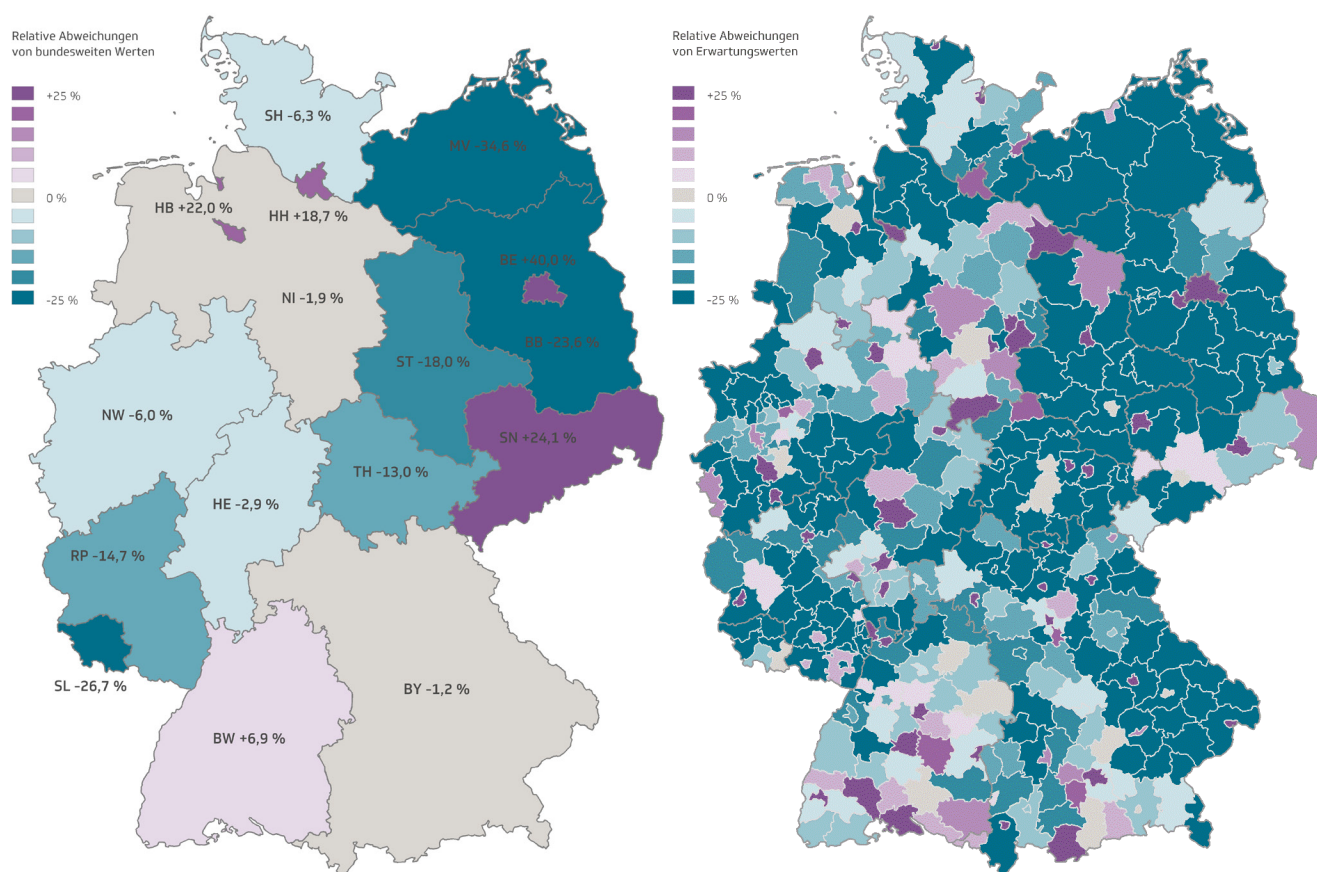 Relative Abweichungen
von bundesweiten Werten
+25 %
0 %
-25 %
SH -6,3 %
MV -34,6 %
HB +22,0 %
HH +18,7 %
BE +40,0 %
NI -1,9 %
BB -23,6 %
ST -18,0 %
NW -6,0 %
SN +24,1 %
TH -13,0 %
HE -2,9 %
RP -14,7 %
SL -26,7 %
BY -1,2 %
BW +6,9 %
Relative Abweichungen
von Erwartungswerten
+25 %
0 %
-25 %